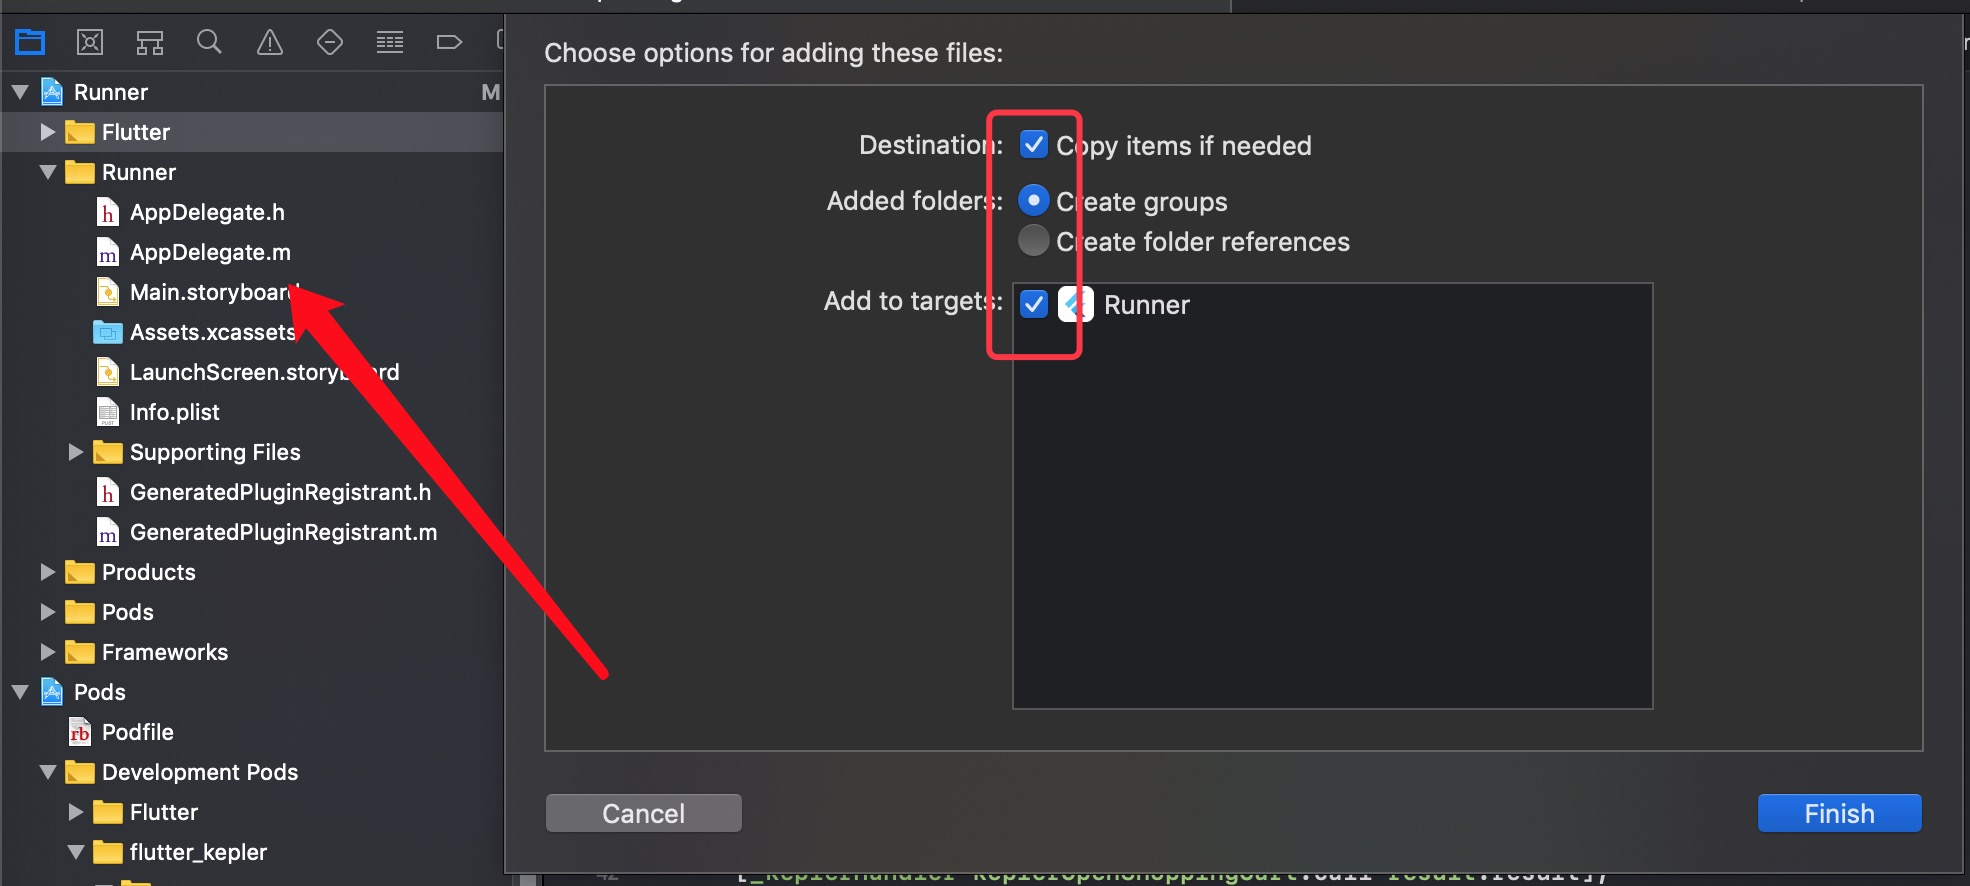 Runner
M
Flutter
Runner
h AppDelegate.h
m AppDelegate.m
Main.storyboard
Assets.xcassets
LaunchScreen.storyboard
PLIST Info.plist
Supporting Files
h GeneratedPluginRegistrant.h
m GeneratedPluginRegistrant.m
Products
Pods
Frameworks
Pods
rb Podfile
Development Pods
Flutter
flutter_kepler
Choose options for adding these files:
Destination: Copy items if needed
Added folders: Create groups
Create folder references
Add to targets: Runner
Cancel
Finish